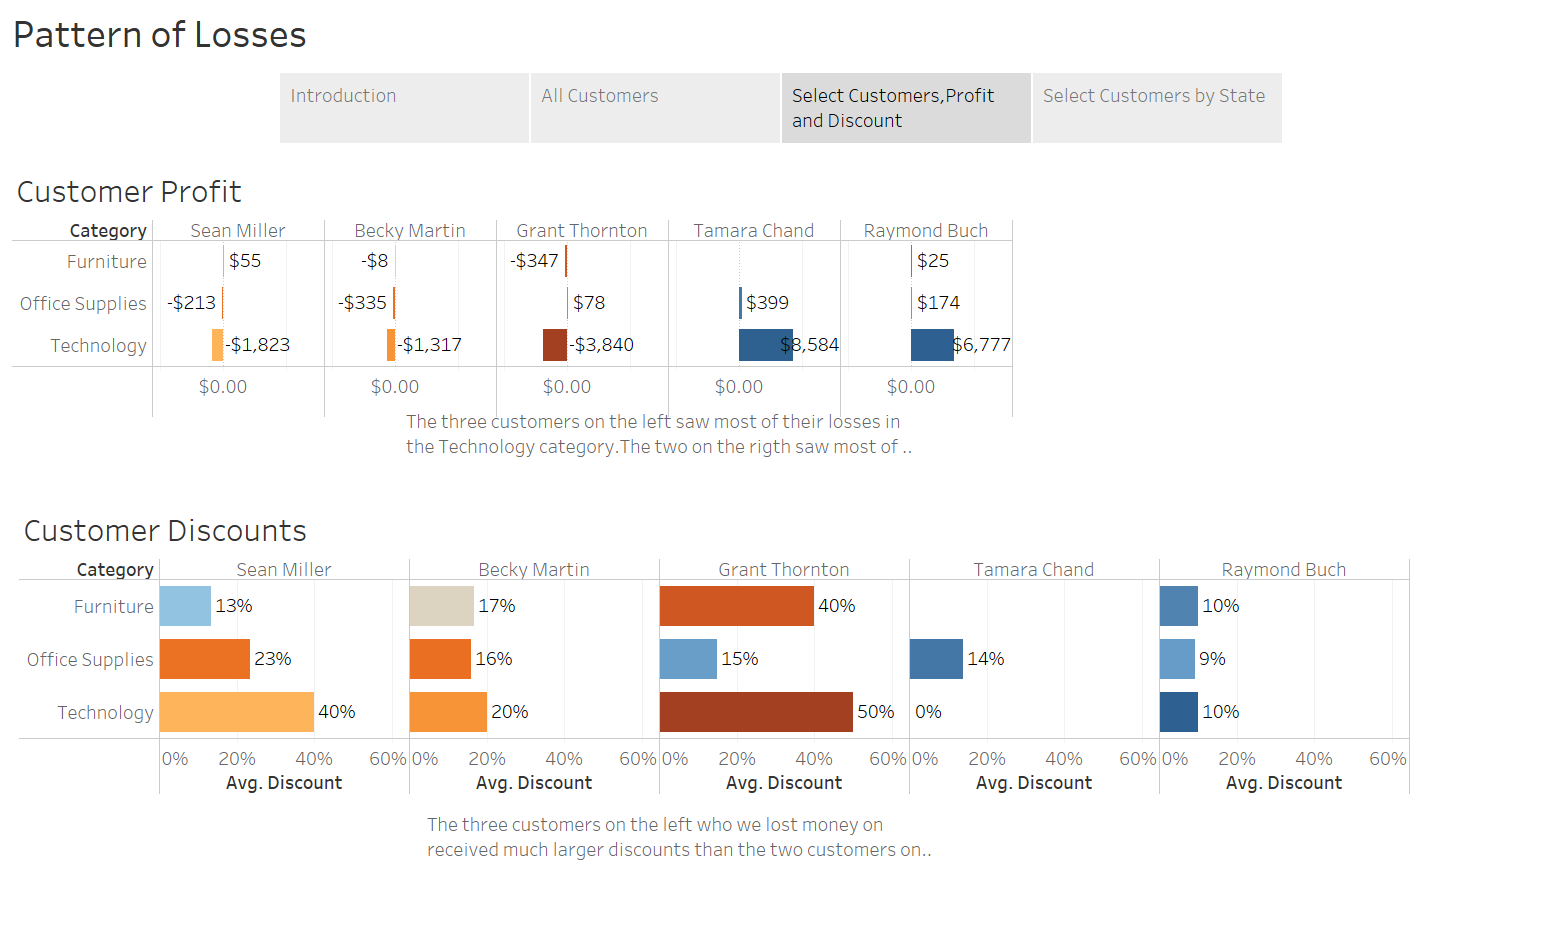 Pattern of Losses
Introduction
All Customers
Select Customers,Profit
and Discount
Select Customers by State
Customer Profit
Category Sean Miller Becky Martin Grant Thornton Tamara Chand Raymond Buch
Furniture $55 -$8 -$347 $25
Office Supplies -$213 -$335 $78 $399 $174
Technology -$1,823 -$1,317 -$3,840 $8,584 $6,777
$0.00 $0.00 $0.00 $0.00 $0.00
The three customers on the left saw most of their losses in
the Technology category.The two on the rigth saw most of ..
Customer Discounts
Category Sean Miller Becky Martin Grant Thornton Tamara Chand Raymond Buch
Furniture 13% 17% 40% 10%
Office Supplies 23% 16% 15% 14% 9%
Technology 40% 20% 50% 0% 10%
0% 20% 40% 60% 0% 20% 40% 60% 0% 20% 40% 60% 0% 20% 40% 60% 0% 20% 40% 60%
Avg. Discount Avg. Discount Avg. Discount Avg. Discount Avg. Discount
The three customers on the left who we lost money on
received much larger discounts than the two customers on..